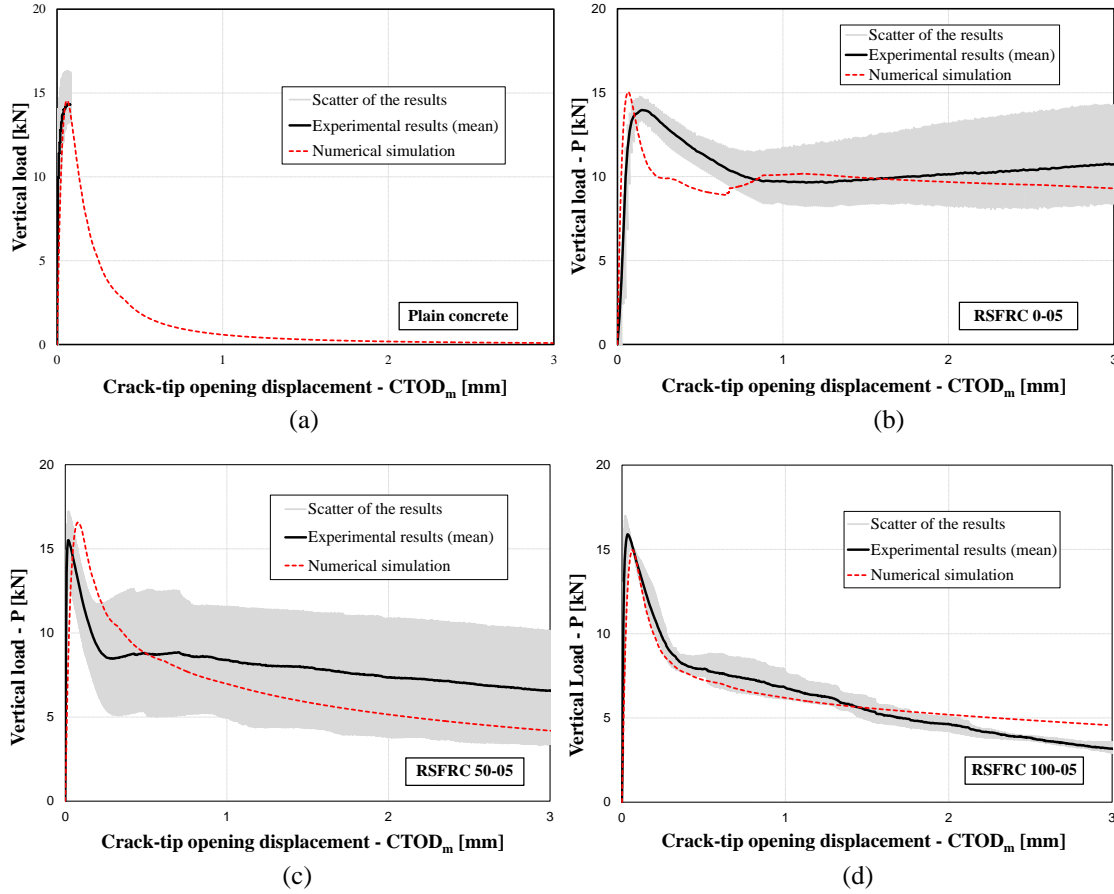 20
15
10
5
0
Vertical load [kN]
Scatter of the results
Experimental results (mean)
Numerical simulation
Plain concrete
0
1
2
3
Crack-tip opening displacement - CTODm [mm]
(a)
20
15
10
5
0
Vertical load - P [kN]
Scatter of the results
Experimental results (mean)
Numerical simulation
RSFRC 0-05
0
1
2
3
Crack-tip opening displacement - CTODm [mm]
(b)
20
15
10
5
0
Vertical load - P [kN]
Scatter of the results
Experimental results (mean)
Numerical simulation
RSFRC 50-05
0
1
2
3
Crack-tip opening displacement - CTODm [mm]
(c)
20
15
10
5
0
Vertical Load - P [kN]
Scatter of the results
Experimental results (mean)
Numerical simulation
RSFRC 100-05
0
1
2
3
Crack-tip opening displacement - CTODm [mm]
(d)